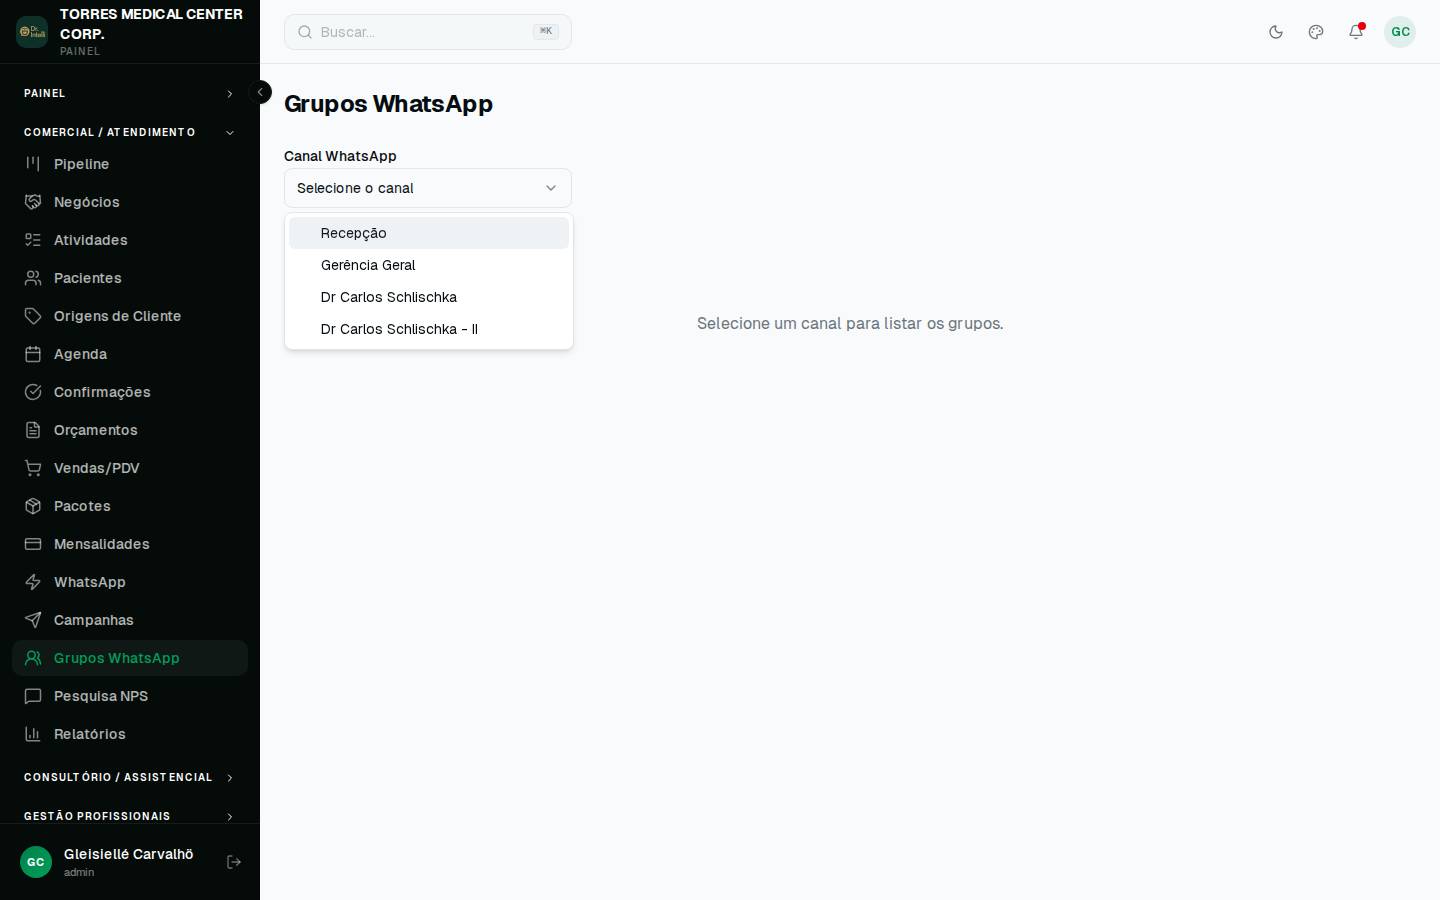 Dr.
Intelli
TORRES MEDICAL CENTER
CORP.
PAINEL
PAINEL
COMERCIAL / ATENDIMENTO
Pipeline
Negócios
Atividades
Pacientes
Origens de Cliente
Agenda
Confirmações
Orçamentos
Vendas/PDV
Pacotes
Mensalidades
WhatsApp
Campanhas
Grupos WhatsApp
Pesquisa NPS
Relatórios
CONSULTÓRIO / ASSISTENCIAL
GESTÃO PROFISSIONAIS
GC
Gleisiellé Carvalhö
admin
Buscar...
⌘K
GC
Grupos WhatsApp
Canal WhatsApp
Selecione o canal
Recepção
Gerência Geral
Dr Carlos Schlischka
Dr Carlos Schlischka - II
Selecione um canal para listar os grupos.